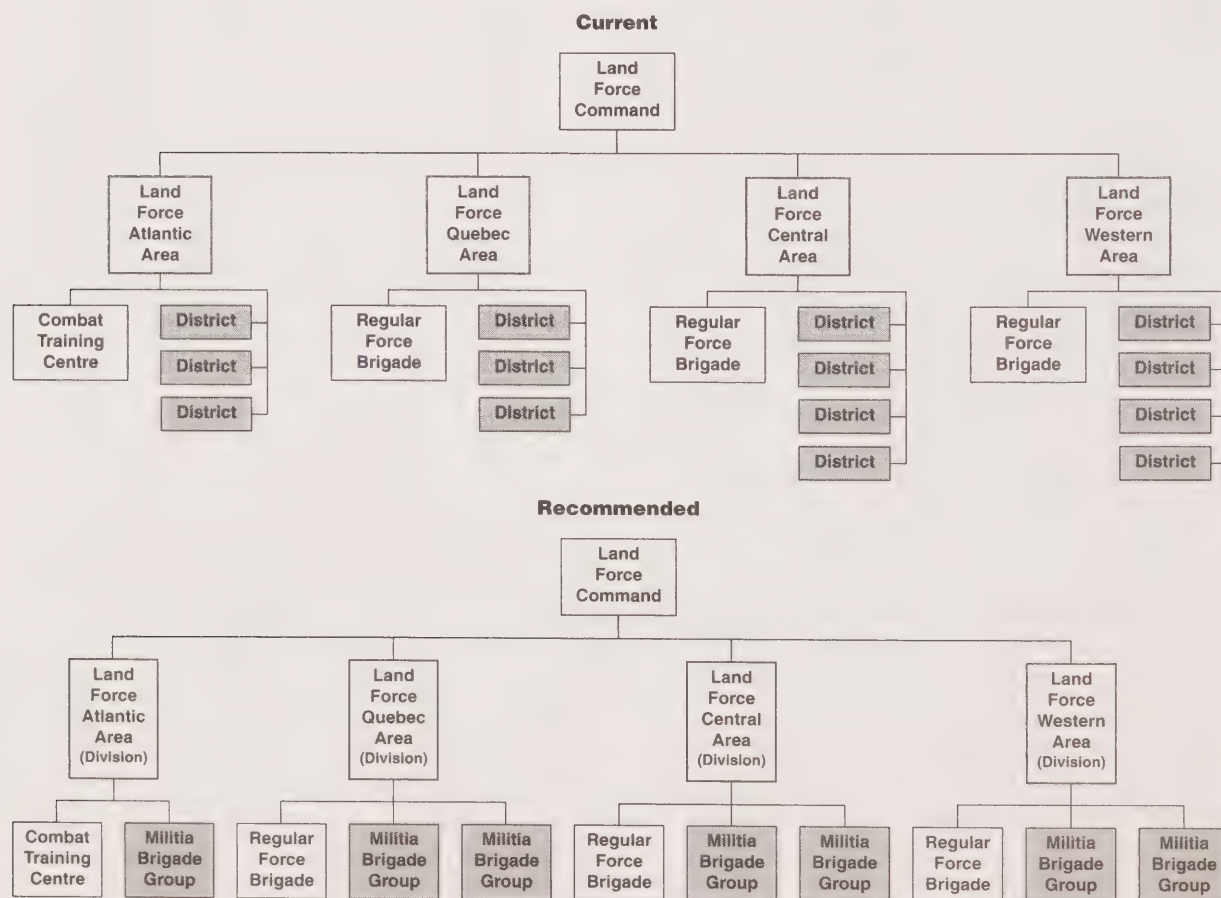 Current
Land
Force
Command
Land
Force
Atlantic
Area
Land
Force
Quebec
Area
Land
Force
Central
Area
Land
Force
Western
Area
Combat
Training
Centre
District
District
District
Regular
Force
Brigade
District
District
District
Regular
Force
Brigade
District
District
District
District
Regular
Force
Brigade
District
District
District
District
Recommended
Land
Force
Command
Land
Force
Atlantic
Area
(Division)
Land
Force
Quebec
Area
(Division)
Land
Force
Central
Area
(Division)
Land
Force
Western
Area
(Division)
Combat
Training
Centre
Militia
Brigade
Group
Regular
Force
Brigade
Militia
Brigade
Group
Militia
Brigade
Group
Regular
Force
Brigade
Militia
Brigade
Group
Militia
Brigade
Group
Regular
Force
Brigade
Militia
Brigade
Group
Militia
Brigade
Group